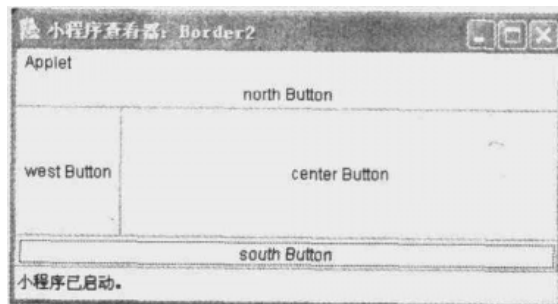 小程序查看器: Border2
Applet
north Button
west Button
center Button
south Button
小程序已启动。